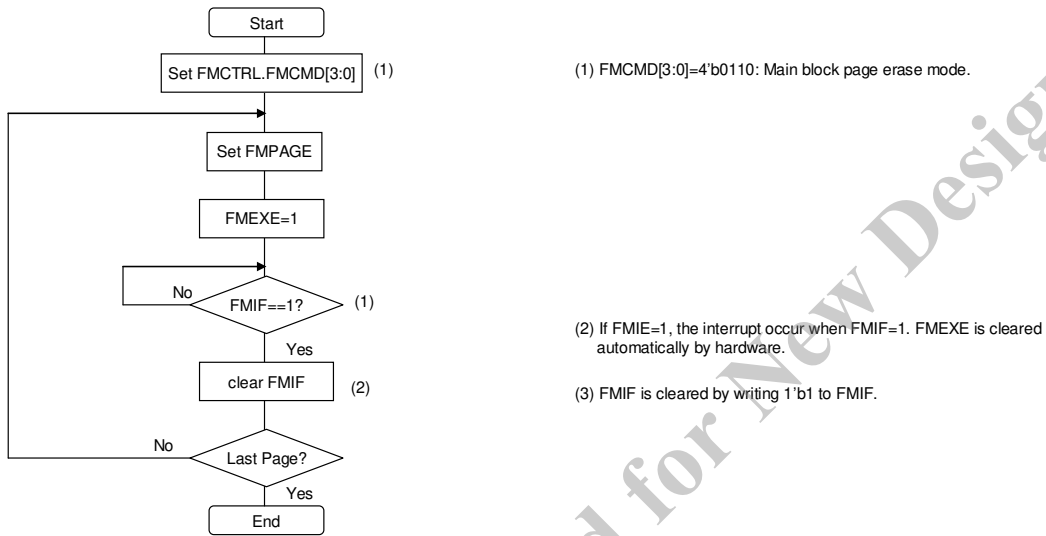 Start
Set FMCTRL.FMCMD[3:0] (1)
(1) FMCMD[3:0]=4'b0110: Main block page erase mode.
Set FMPAGE
FMEXE=1
No
FMIF==1? (1)
Yes
(2) If FMIE=1, the interrupt occur when FMIF=1. FMEXE is cleared
automatically by hardware.
clear FMIF (2)
(3) FMIF is cleared by writing 1'b1 to FMIF.
No
Last Page?
Yes
End
d for New Design